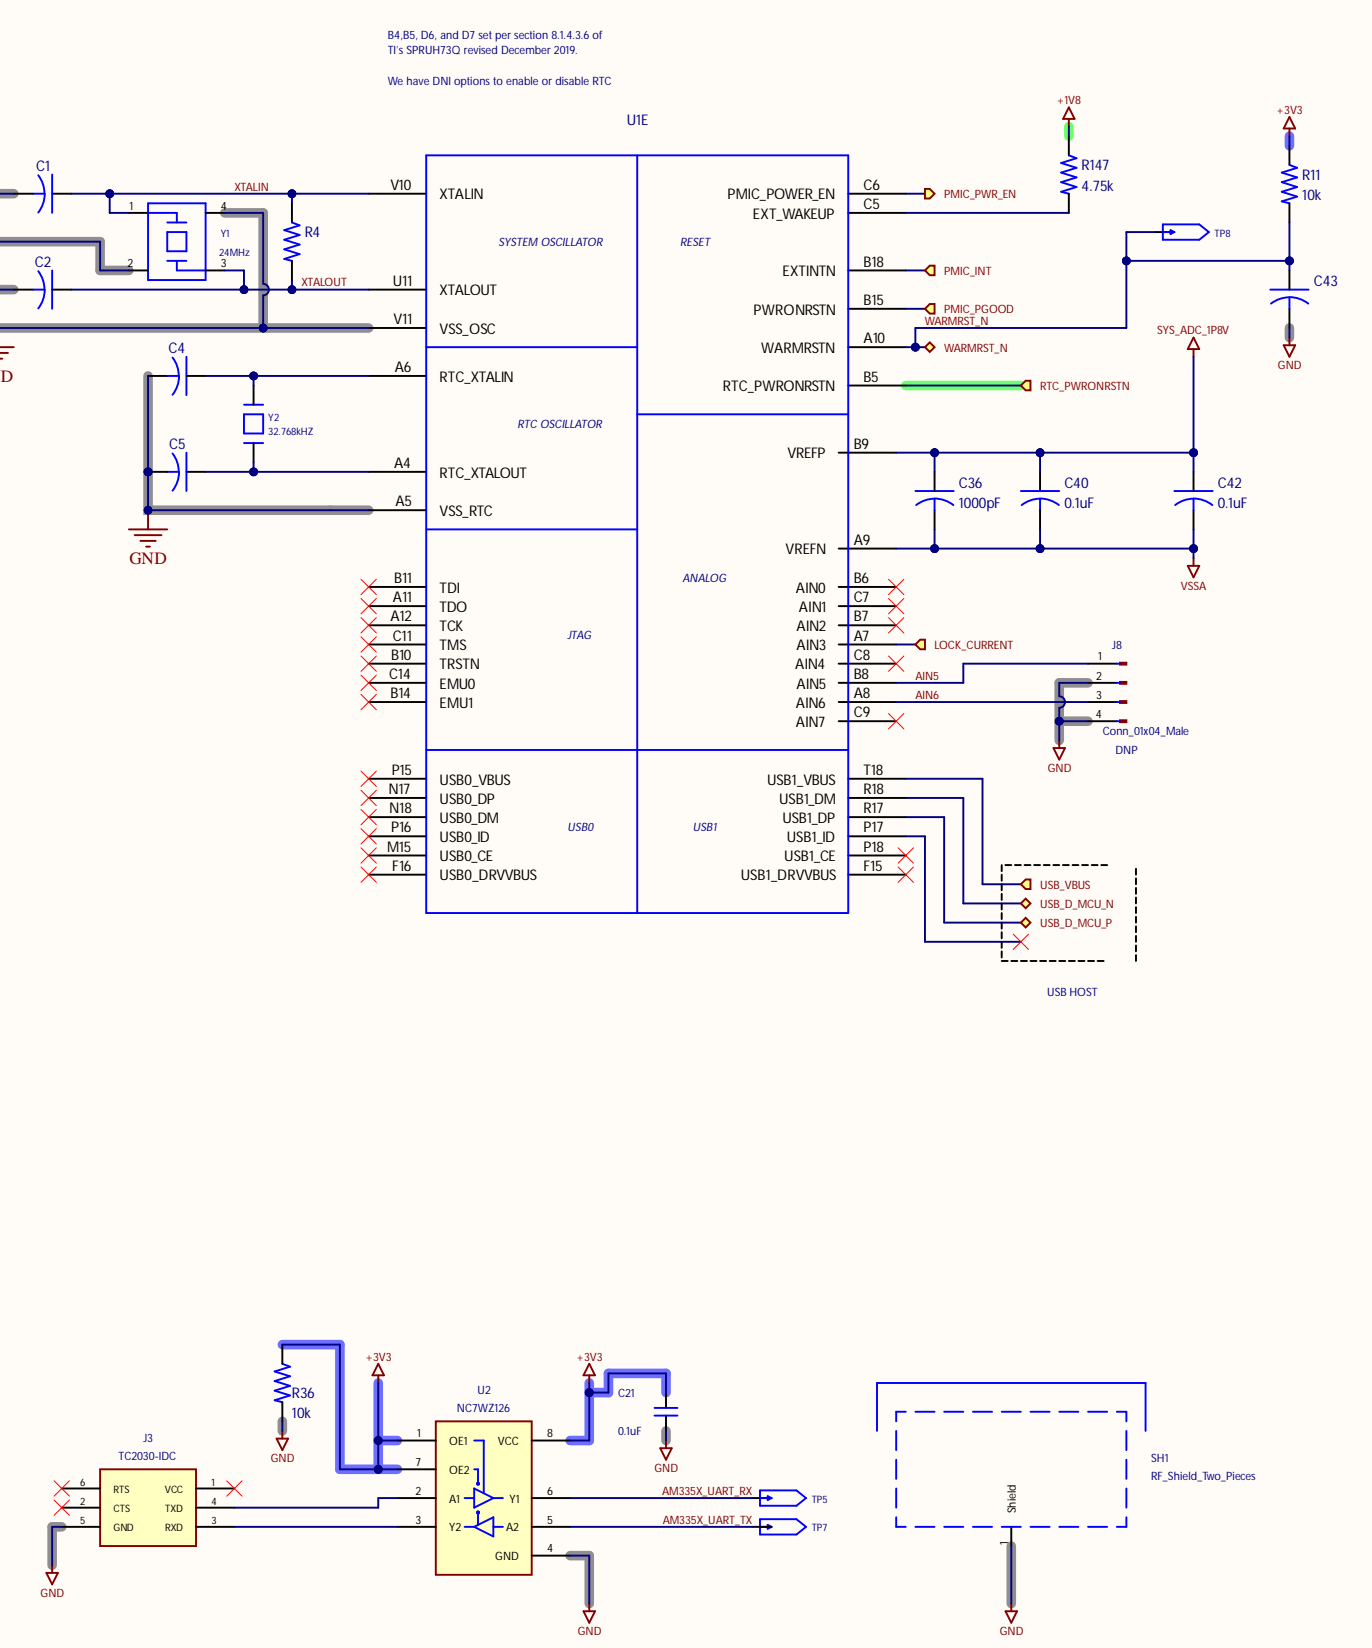 B4,B5, D6, and D7 set per section 8.1.4.3.6 of
TI's SPRUH73Q revised December 2019.
We have DNI options to enable or disable RTC
U1E
+1V8
+3V3
C1
XTALIN
V10
XTALIN
PMIC_POWER_EN
C6
PMIC_PWR_EN
R147
4.75k
R11
10k
1
4
EXT_WAKEUP
C5
Y1
24MHz
R4
SYSTEM OSCILLATOR
RESET
TP8
2
3
C2
XTALOUT
U11
XTALOUT
EXTINTN
B18
PMIC_INT
C43
V11
VSS_OSC
PWRONRSTN
B15
PMIC_PGOOD
WARMRST_N
SYS_ADC_1P8V
WARMRSTN
A10
WARMRST_N
GND
D
C4
A6
RTC_XTALIN
RTC_PWRONRSTN
B5
RTC_PWRONRSTN
Y2
32.768kHZ
RTC OSCILLATOR
C5
A4
RTC_XTALOUT
VREFP
B9
C36
1000pF
C40
0.1uF
C42
0.1uF
A5
VSS_RTC
GND
VREFN
A9
VSSA
ANALOG
B11
TDI
AIN0
B6
A11
TDO
AIN1
C7
A12
TCK
AIN2
B7
C11
TMS
JTAG
AIN3
A7
LOCK_CURRENT
J8
B10
TRSTN
AIN4
C8
1
C14
EMU0
AIN5
B8
AIN5
2
B14
EMU1
AIN6
A8
AIN6
3
AIN7
C9
4
Conn_01x04_Male
DNP
GND
P15
USB0_VBUS
USB1_VBUS
T18
N17
USB0_DP
USB1_DM
R18
N18
USB0_DM
USB0
USB1
USB1_DP
R17
P16
USB0_ID
USB1_ID
P17
M15
USB0_CE
USB1_CE
P18
F16
USB0_DRVVBUS
USB1_DRVVBUS
F15
USB_VBUS
USB_D_MCU_N
USB_D_MCU_P
USB HOST
R36
10k
GND
+3V3
U2
NC7WZ126
+3V3
C21
0.1uF
GND
J3
TC2030-IDC
1
OE1
VCC
8
7
OE2
6
RTS
VCC
1
2
A1
Y1
6
AM335X_UART_RX
TP5
2
CTS
TXD
4
5
GND
RXD
3
3
Y2
A2
5
AM335X_UART_TX
TP7
GND
4
GND
GND
SH1
RF_Shield_Two_Pieces
Shield
1
GND